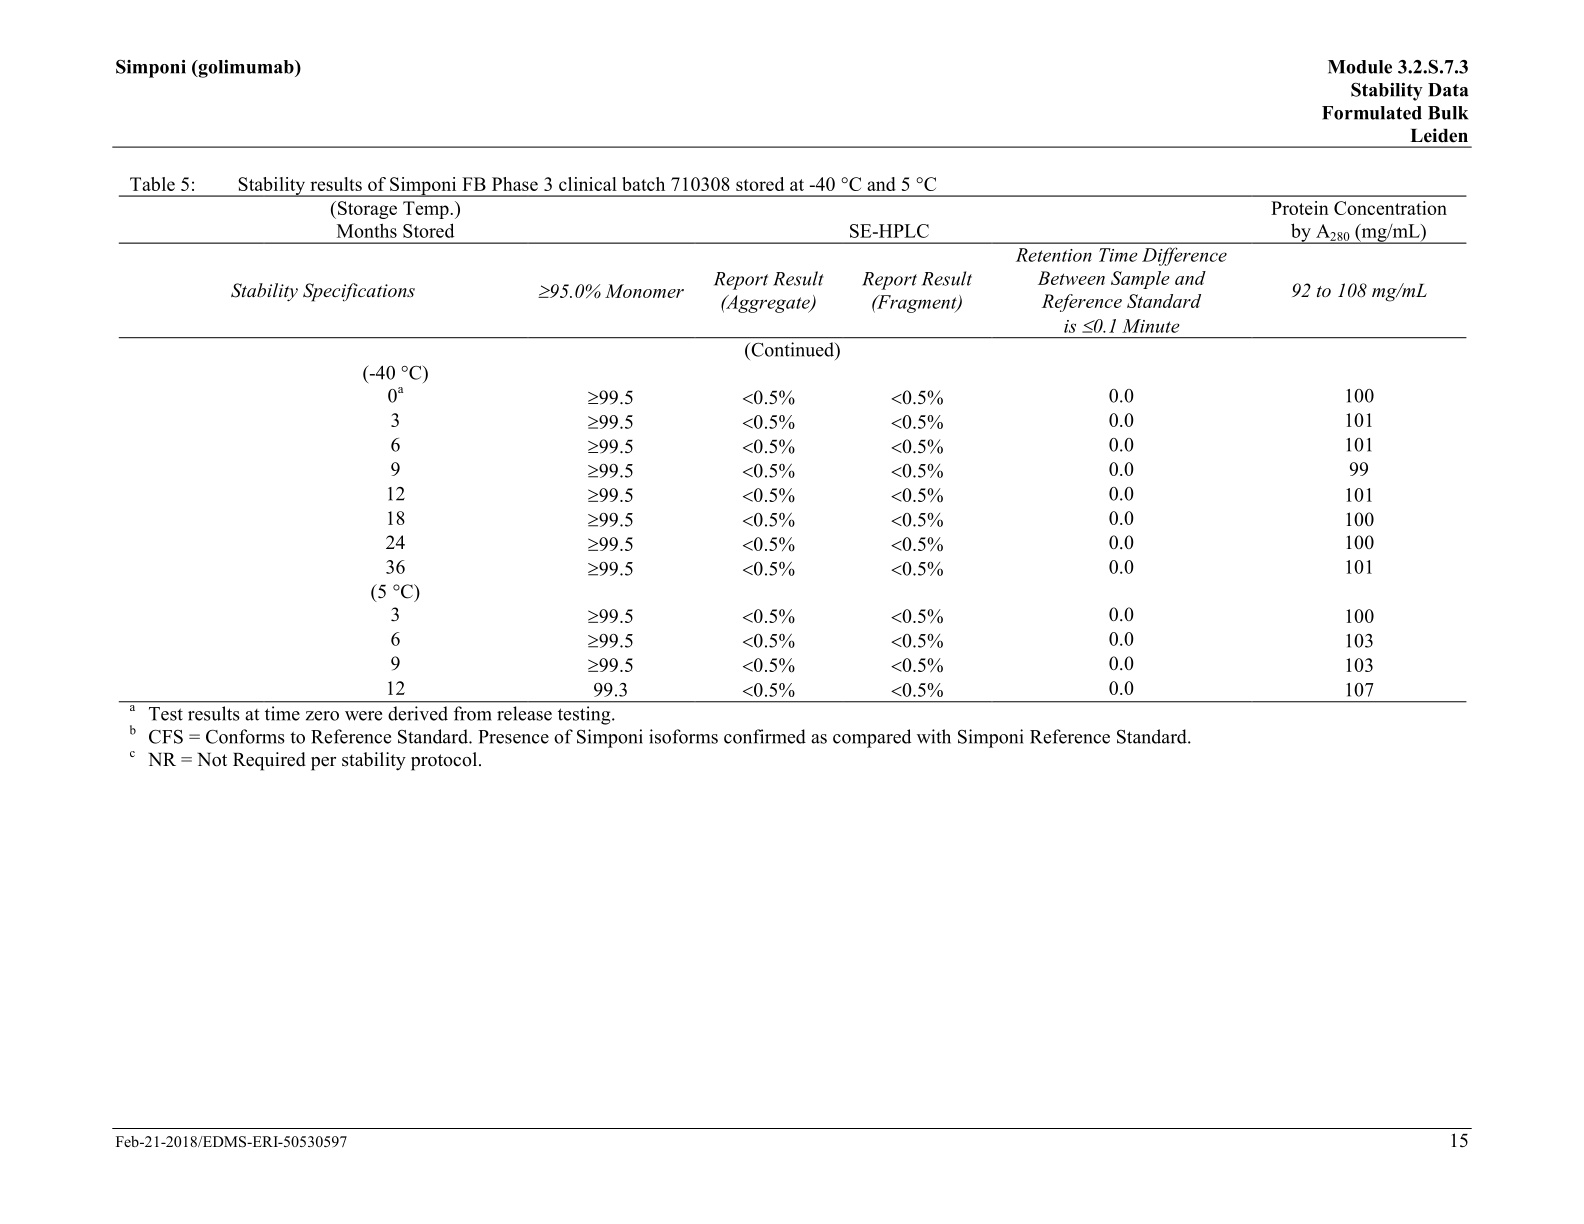 Simponi (golimumab)
Module 3.2.S.7.3
Stability Data
Formulated Bulk
Leiden
Table 5: Stability results of Simponi FB Phase 3 clinical batch 710308 stored at -40 °C and 5 °C
(Storage Temp.)
Months Stored
SE-HPLC
Protein Concentration
by A280 (mg/mL)
Stability Specifications
≥95.0% Monomer
Report Result
(Aggregate)
Report Result
(Fragment)
Retention Time Difference
Between Sample and
Reference Standard
is ≤0.1 Minute
92 to 108 mg/mL
(Continued)
(-40 °C)
0a ≥99.5 <0.5% <0.5% 0.0 100
3 ≥99.5 <0.5% <0.5% 0.0 101
6 ≥99.5 <0.5% <0.5% 0.0 101
9 ≥99.5 <0.5% <0.5% 0.0 99
12 ≥99.5 <0.5% <0.5% 0.0 101
18 ≥99.5 <0.5% <0.5% 0.0 100
24 ≥99.5 <0.5% <0.5% 0.0 100
36 ≥99.5 <0.5% <0.5% 0.0 101
(5 °C)
3 ≥99.5 <0.5% <0.5% 0.0 100
6 ≥99.5 <0.5% <0.5% 0.0 103
9 ≥99.5 <0.5% <0.5% 0.0 103
12 99.3 <0.5% <0.5% 0.0 107
a Test results at time zero were derived from release testing.
b CFS = Conforms to Reference Standard. Presence of Simponi isoforms confirmed as compared with Simponi Reference Standard.
c NR = Not Required per stability protocol.
Feb-21-2018/EDMS-ERI-50530597
15